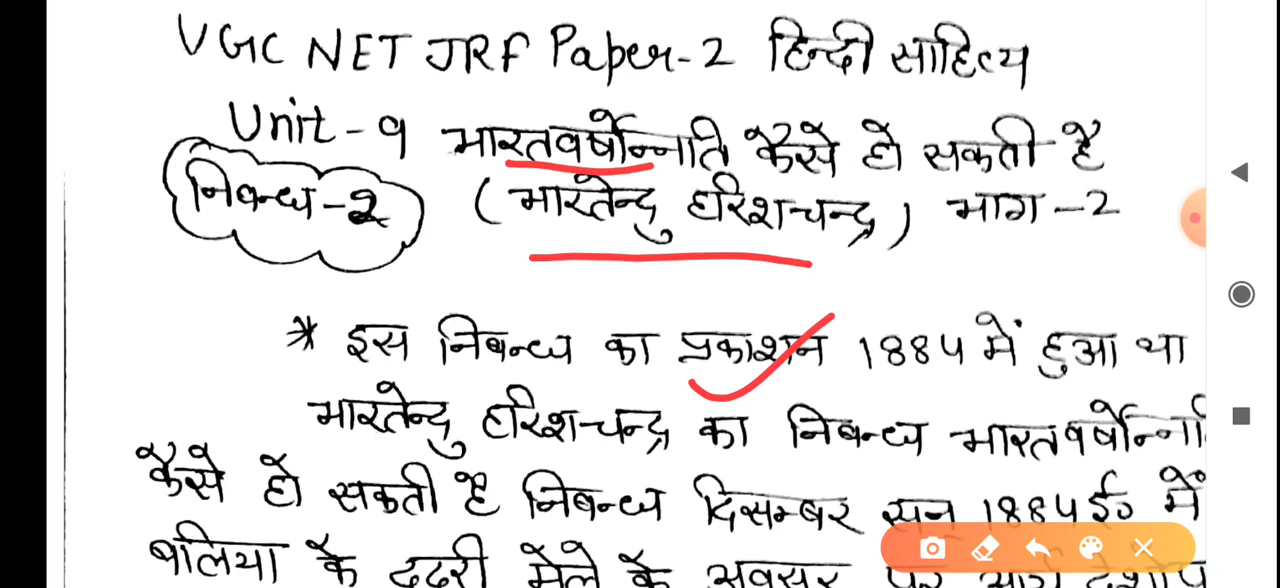 UGC NET JRF Paper-2 हिन्दी साहित्य
Unit-9 भारतवर्षोन्नति कैसे हो सकती है
निबन्ध-2 (भारतेन्दु हरिशचन्द्र) भाग-2
* इस निबन्ध का प्रकाशन 1884 में हुआ था
भारतेन्दु हरिशचन्द्र का निबन्ध भारतवर्षोन्नति
कैसे हो सकती है निबन्ध दिसम्बर सन् 1884 ई० में
बलिया के ददरी मेले के अवसर पर